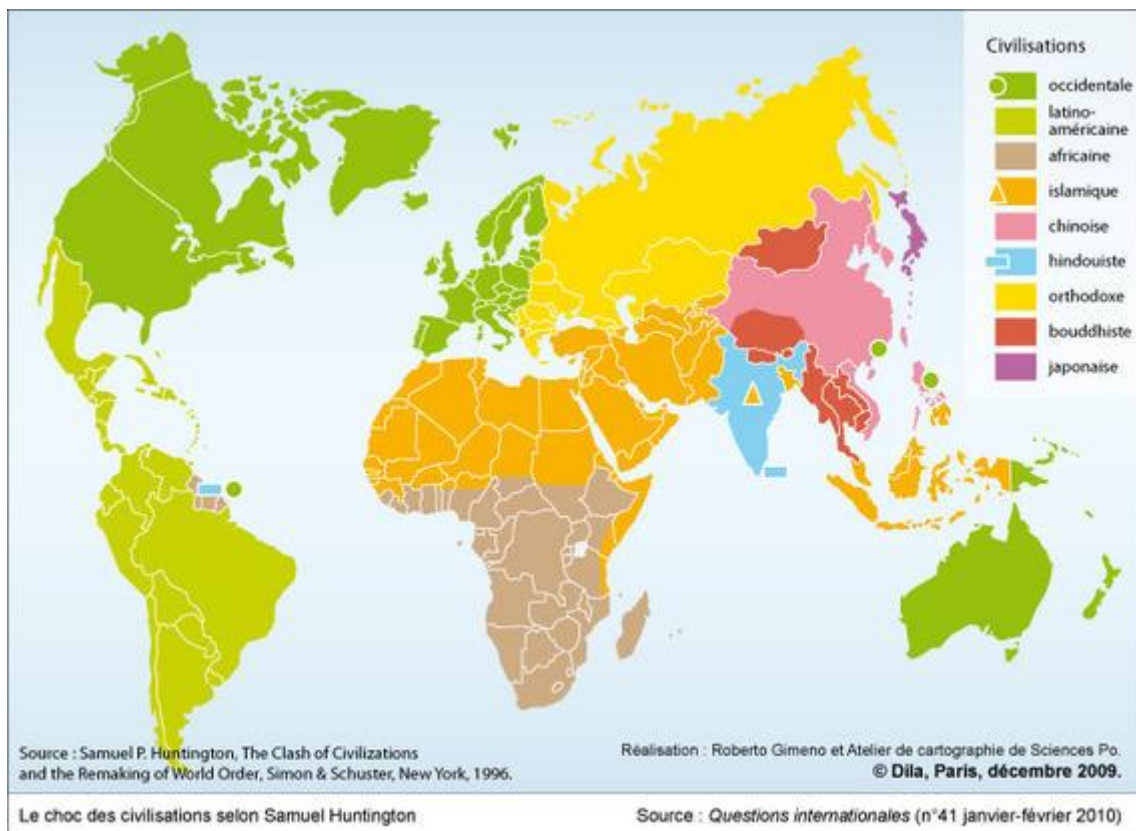 Civilisations
occidentale
latino-
américaine
africaine
islamique
chinoise
hindouiste
orthodoxe
bouddhiste
japonaise
Source : Samuel P. Huntington, The Clash of Civilizations
and the Remaking of World Order, Simon & Schuster, New York, 1996.
Réalisation : Roberto Gimeno et Atelier de cartographie de Sciences Po.
© Dila, Paris, décembre 2009.
Le choc des civilisations selon Samuel Huntington
Source : Questions internationales (n°41 janvier-février 2010)